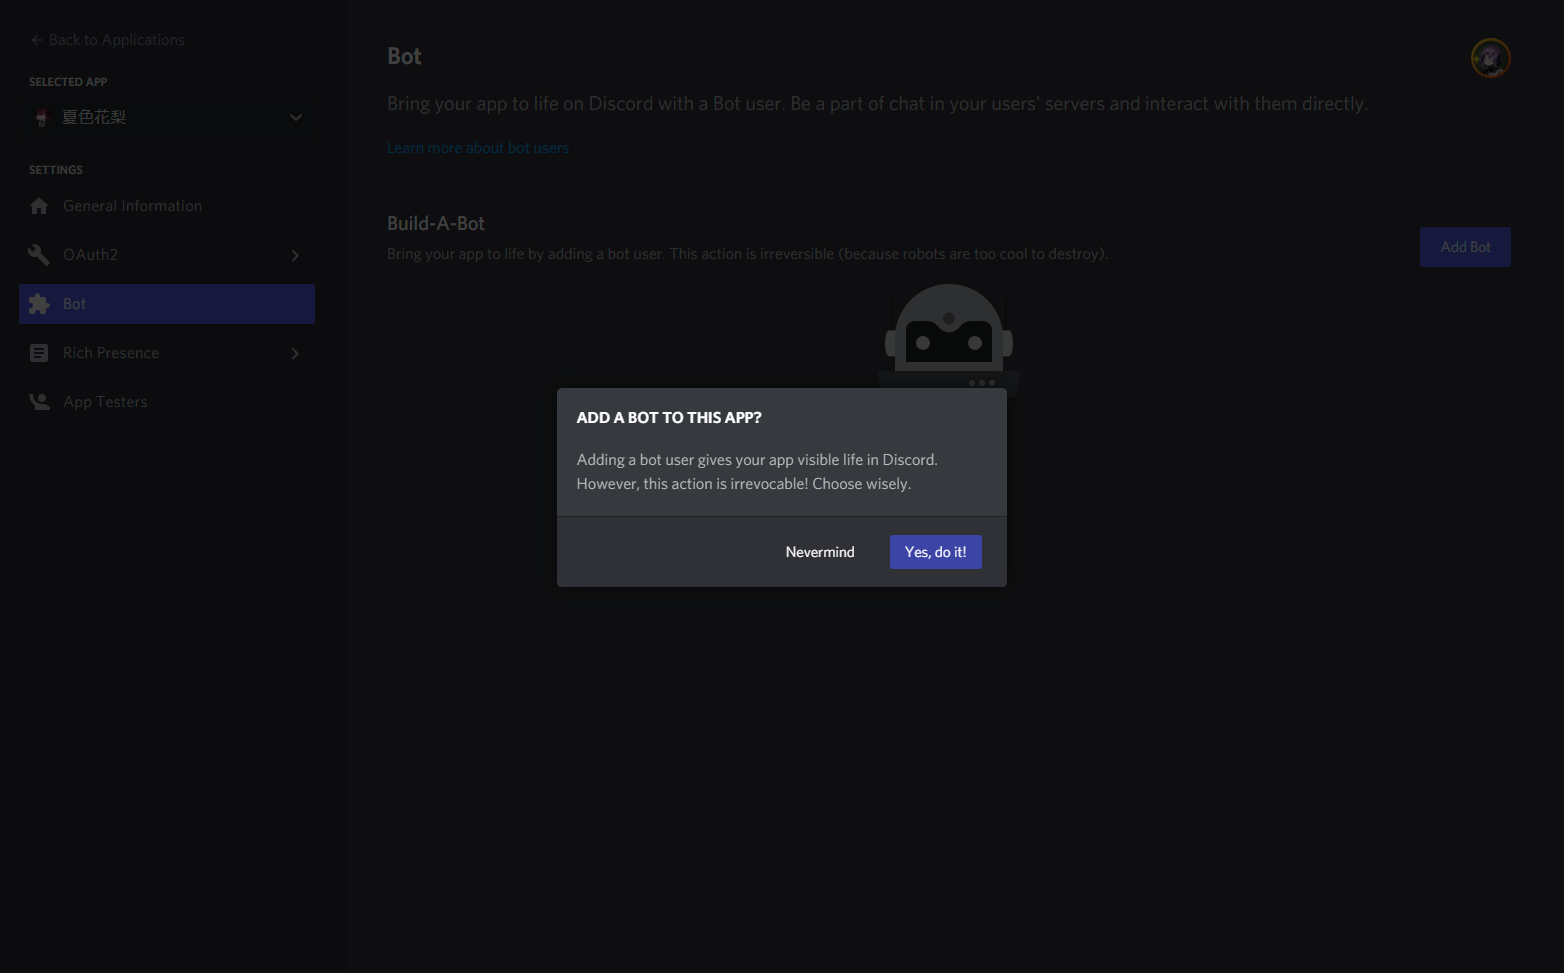 Back to Applications
SELECTED APP
夏色花梨
SETTINGS
General Information
OAuth2
Bot
Rich Presence
App Testers
Bot
Bring your app to life on Discord with a Bot user. Be a part of chat in your users' servers and interact with them directly.
Learn more about bot users
Build-A-Bot
Bring your app to life by adding a bot user. This action is irreversible (because robots are too cool to destroy).
Add Bot
ADD A BOT TO THIS APP?
Adding a bot user gives your app visible life in Discord.
However, this action is irrevocable! Choose wisely.
Nevermind
Yes, do it!